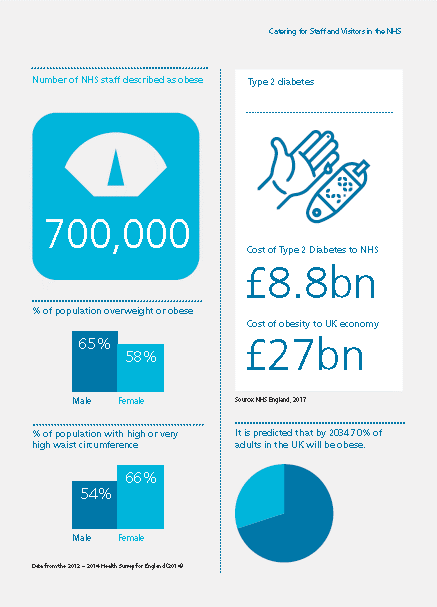 Catering for Staff and Visitors in the NHS
Number of NHS staff described as obese
700,000
% of population overweight or obese
65%
58%
Male
Female
% of population with high or very
high waist circumference
54%
66%
Male
Female
Data from the 2012 – 2014 Health Survey for England (2014)
Type 2 diabetes
Cost of Type 2 Diabetes to NHS
£8.8bn
Cost of obesity to UK economy
£27bn
Source: NHS England, 2017
It is predicted that by 2034 70% of
adults in the UK will be obese.